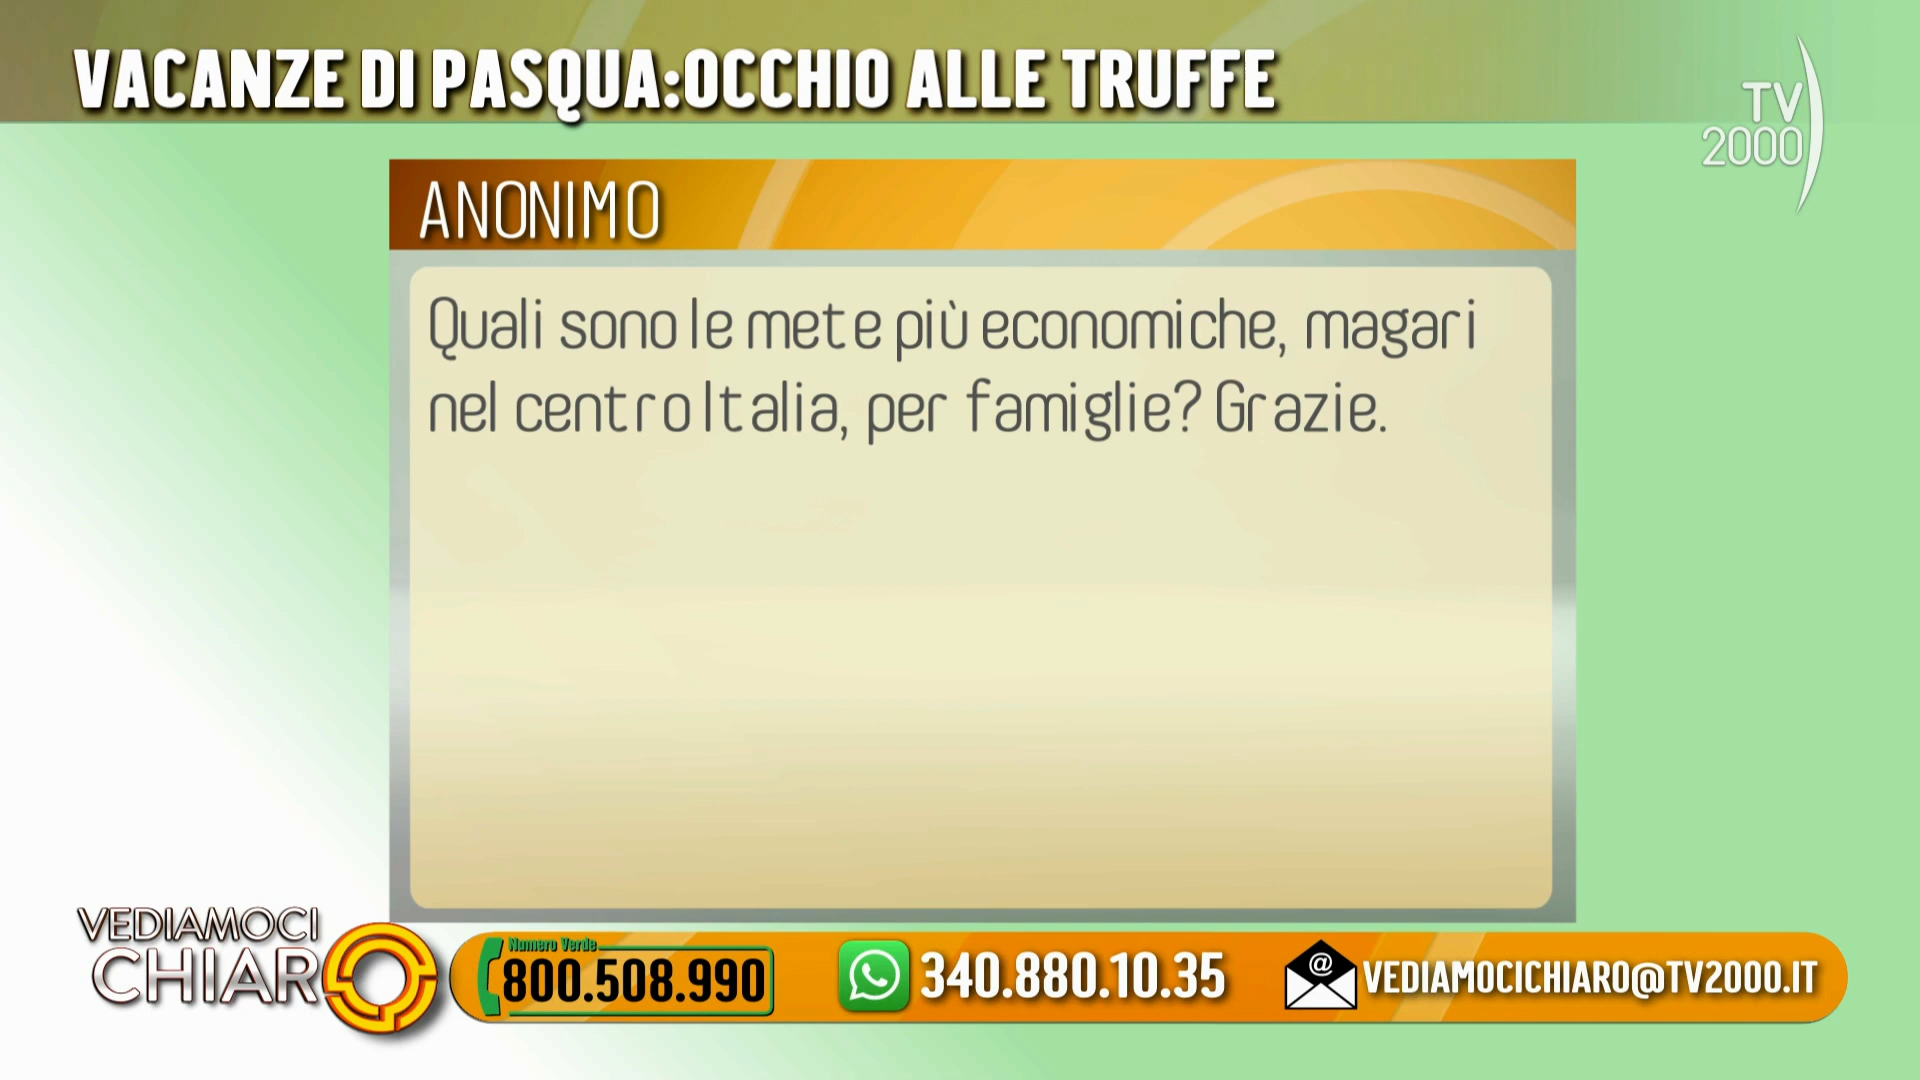 VACANZE DI PASQUA:OCCHIO ALLE TRUFFE
TV
2000
ANONIMO
Quali sono le mete più economiche, magari
nel centro Italia, per famiglie? Grazie.
VEDIAMOCI
CHIARO
Numero Verde
800.508.990
340.880.10.35
@
VEDIAMOCICHIARO@TV2000.IT